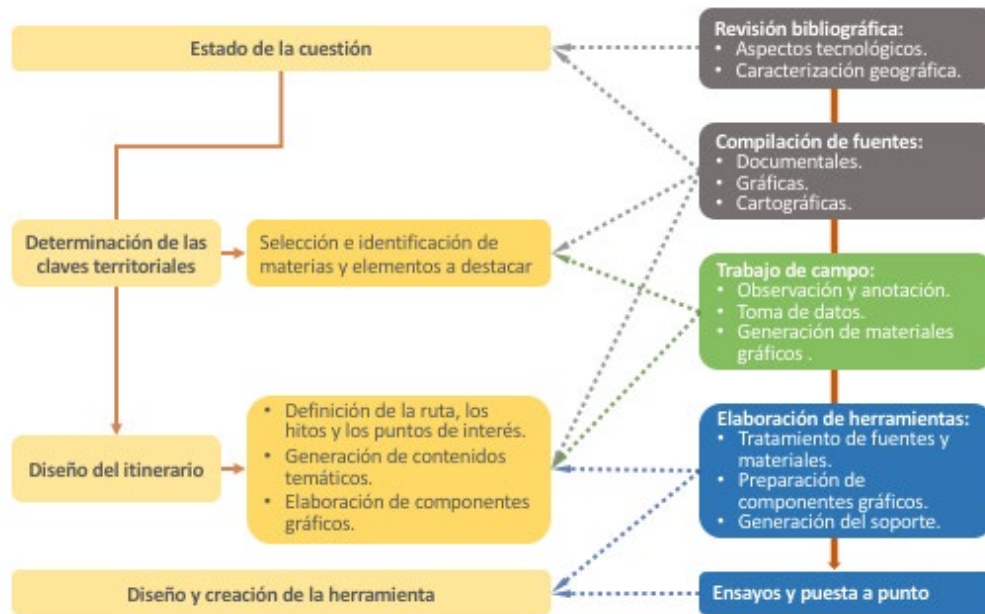 Estado de la cuestión
Revisión bibliográfica:
• Aspectos tecnológicos.
• Caracterización geográfica.
Compilación de fuentes:
• Documentales.
• Gráficas.
• Cartográficas.
Determinación de las
claves territoriales
Selección e identificación de
materias y elementos a destacar
Trabajo de campo:
• Observación y anotación.
• Toma de datos.
• Generación de materiales
gráficos .
Diseño del itinerario
• Definición de la ruta, los
hitos y los puntos de interés.
• Generación de contenidos
temáticos.
• Elaboración de componentes
gráficos.
Elaboración de herramientas:
• Tratamiento de fuentes y
materiales.
• Preparación de
componentes gráficos.
• Generación del soporte.
Diseño y creación de la herramienta
Ensayos y puesta a punto